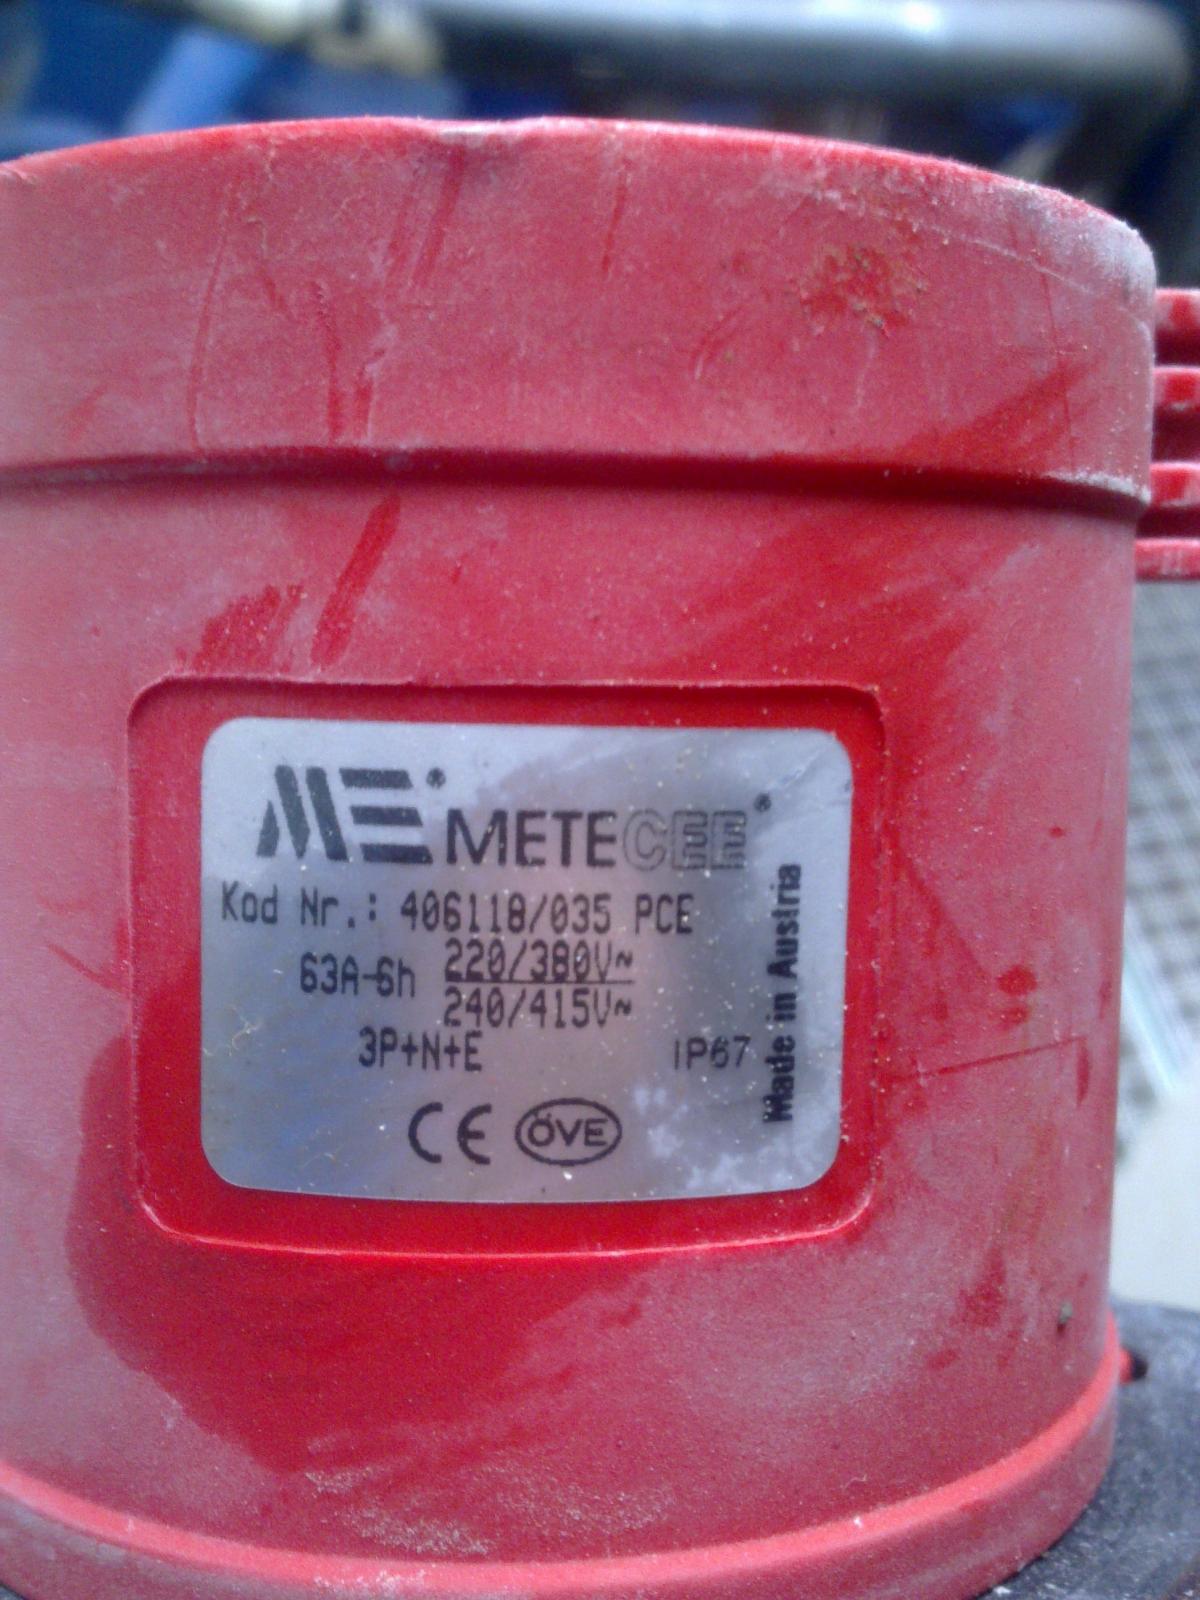 ME®
METECEE®
Kod Nr.: 406118/035 PCE
63A-6h 220/380V~
240/415V~
3P+N+E IP67
CE ÖVE
Made in Austria